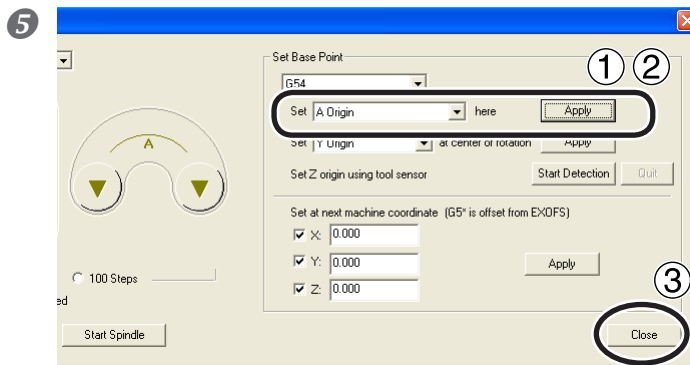 5
Set Base Point
G54
1 2
Set A Origin here Apply
Set Y Origin at center of rotation Apply
A
Set Z origin using tool sensor Start Detection Quit
Set at next machine coordinate (G5* is offset from EXOFS)
X: 0.000
Y: 0.000 Apply
Z: 0.000
100 Steps
ed
3
Start Spindle Close